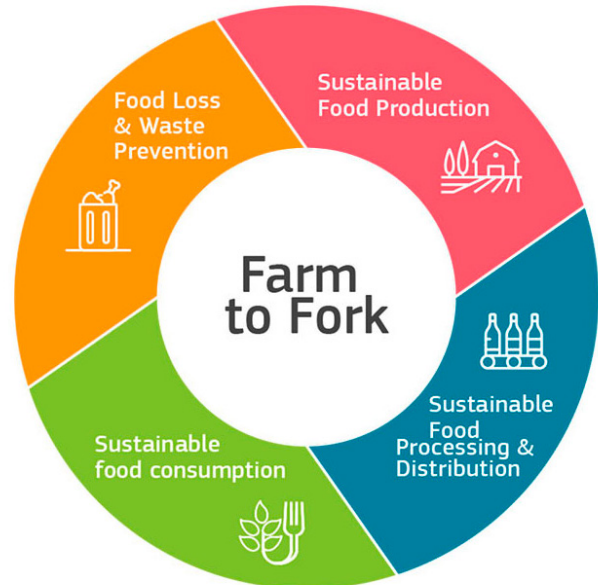 Food Loss
& Waste
Prevention
Sustainable
Food Production
Farm
to Fork
Sustainable
Food
Processing &
Distribution
Sustainable
food consumption